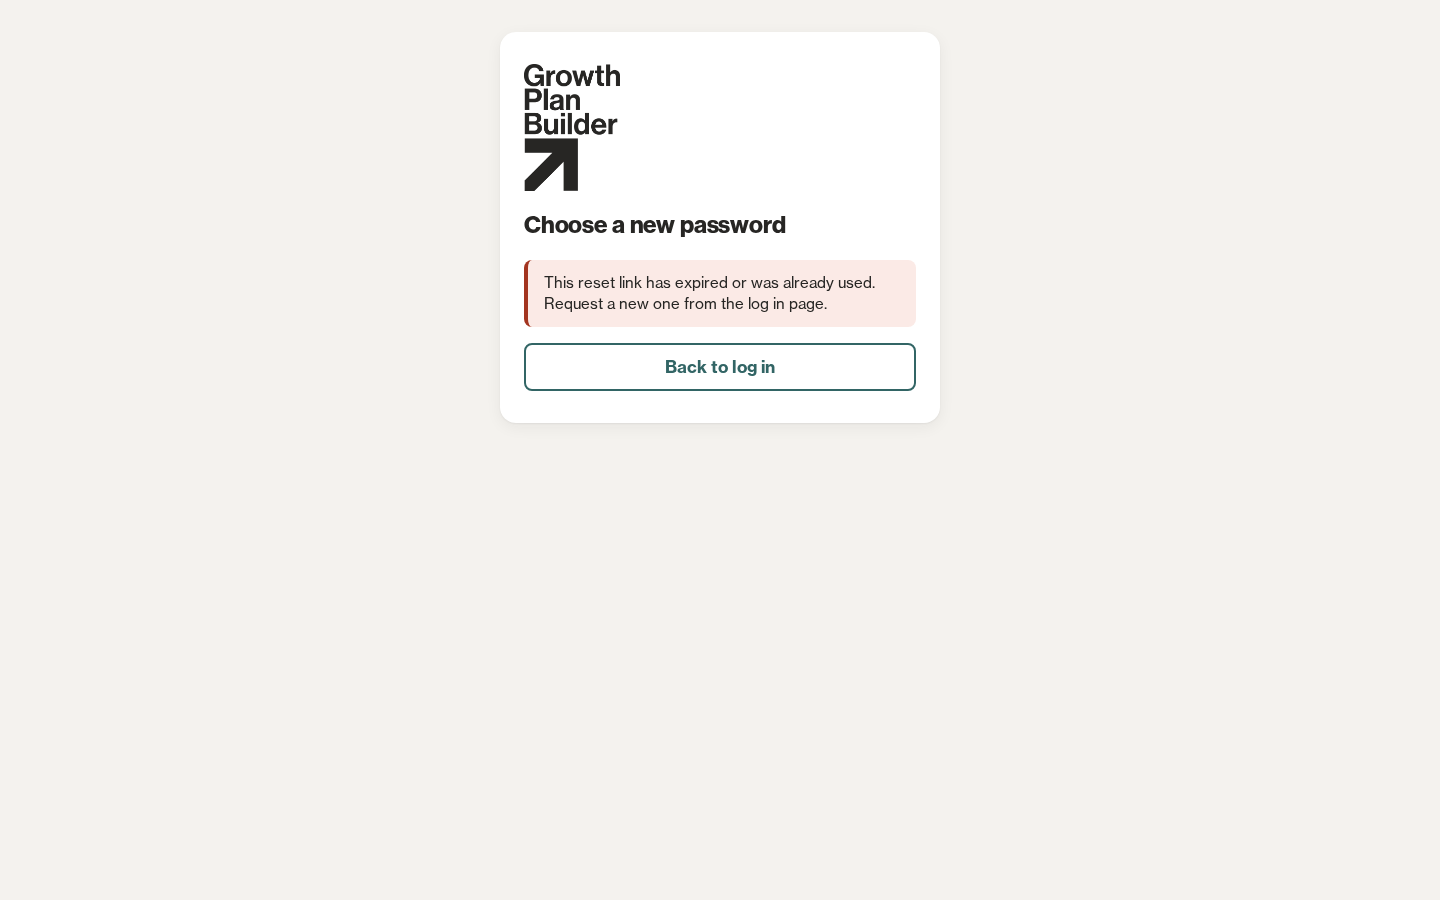 Growth
Plan
Builder
Choose a new password
This reset link has expired or was already used.
Request a new one from the log in page.
Back to log in